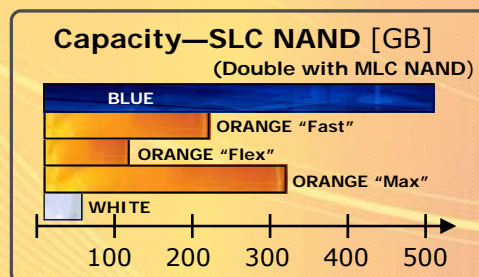 Capacity—SLC NAND [GB]
(Double with MLC NAND)
BLUE
ORANGE “Fast”
ORANGE “Flex”
ORANGE “Max”
WHITE
100 200 300 400 500